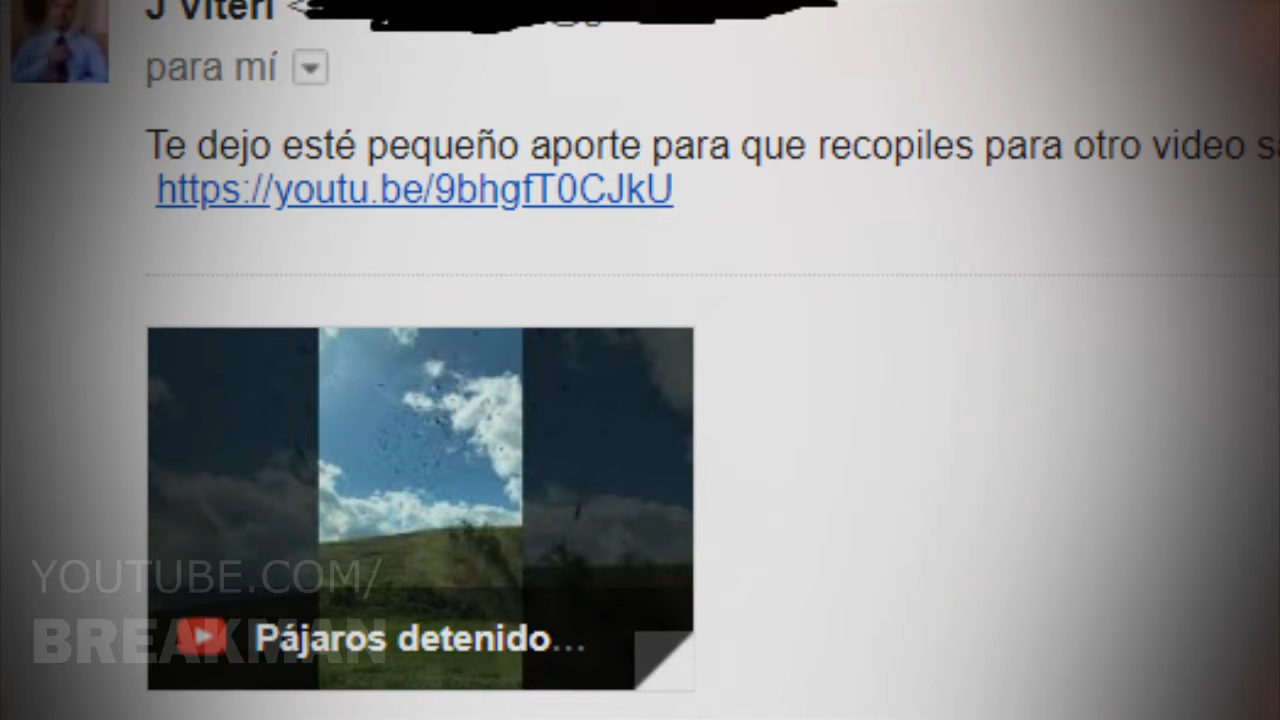 J Viteri <
para mí
Te dejo esté pequeño aporte para que recopiles para otro video
https://youtu.be/9bhgfT0CJkU
Pájaros detenido...
YOUTUBE.COM/
BREAKMAN